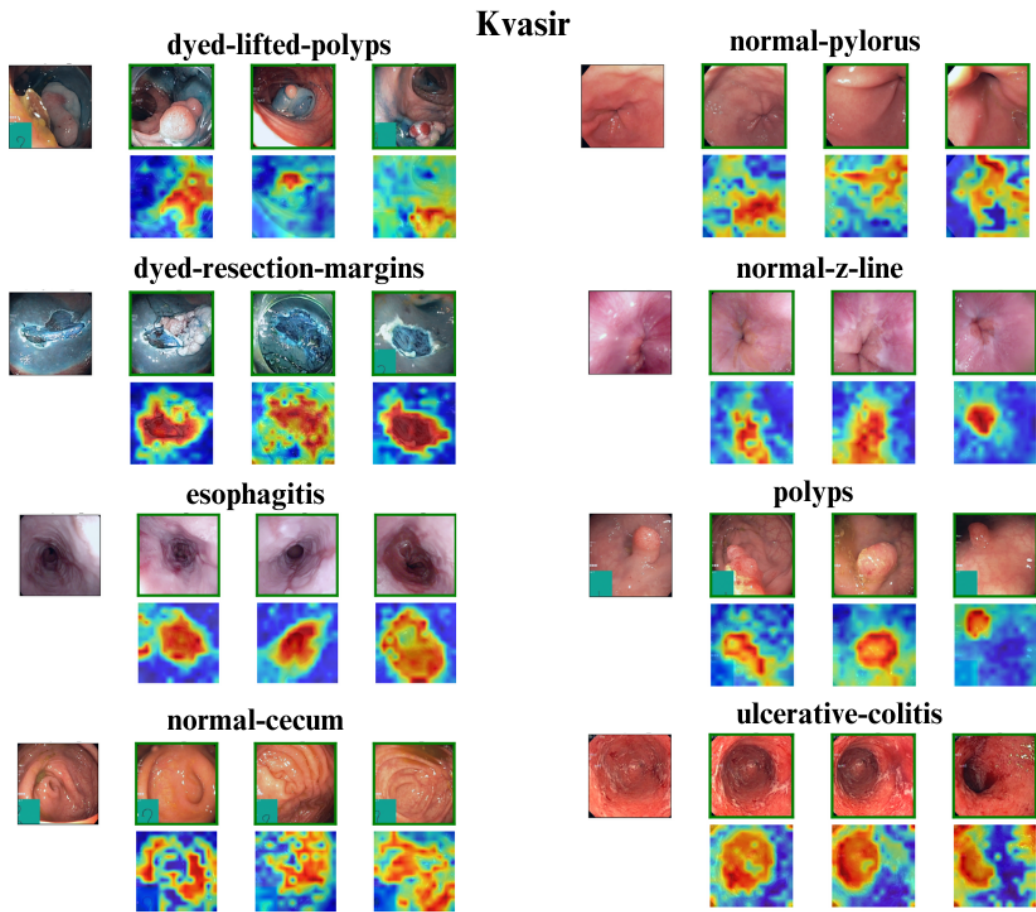 Kvasir
dyed-lifted-polyps
normal-pylorus
dyed-resection-margins
normal-z-line
esophagitis
polyps
normal-cecum
ulcerative-colitis